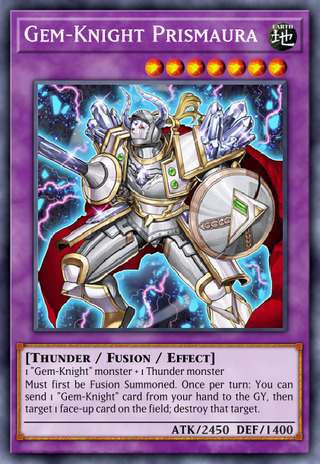 Gem-Knight Prismaura
EARTH
地
[Thunder / Fusion / Effect]
1 "Gem-Knight" monster + 1 Thunder monster
Must first be Fusion Summoned. Once per turn: You can
send 1 "Gem-Knight" card from your hand to the GY, then
target 1 face-up card on the field; destroy that target.
ATK/2450 DEF/1400